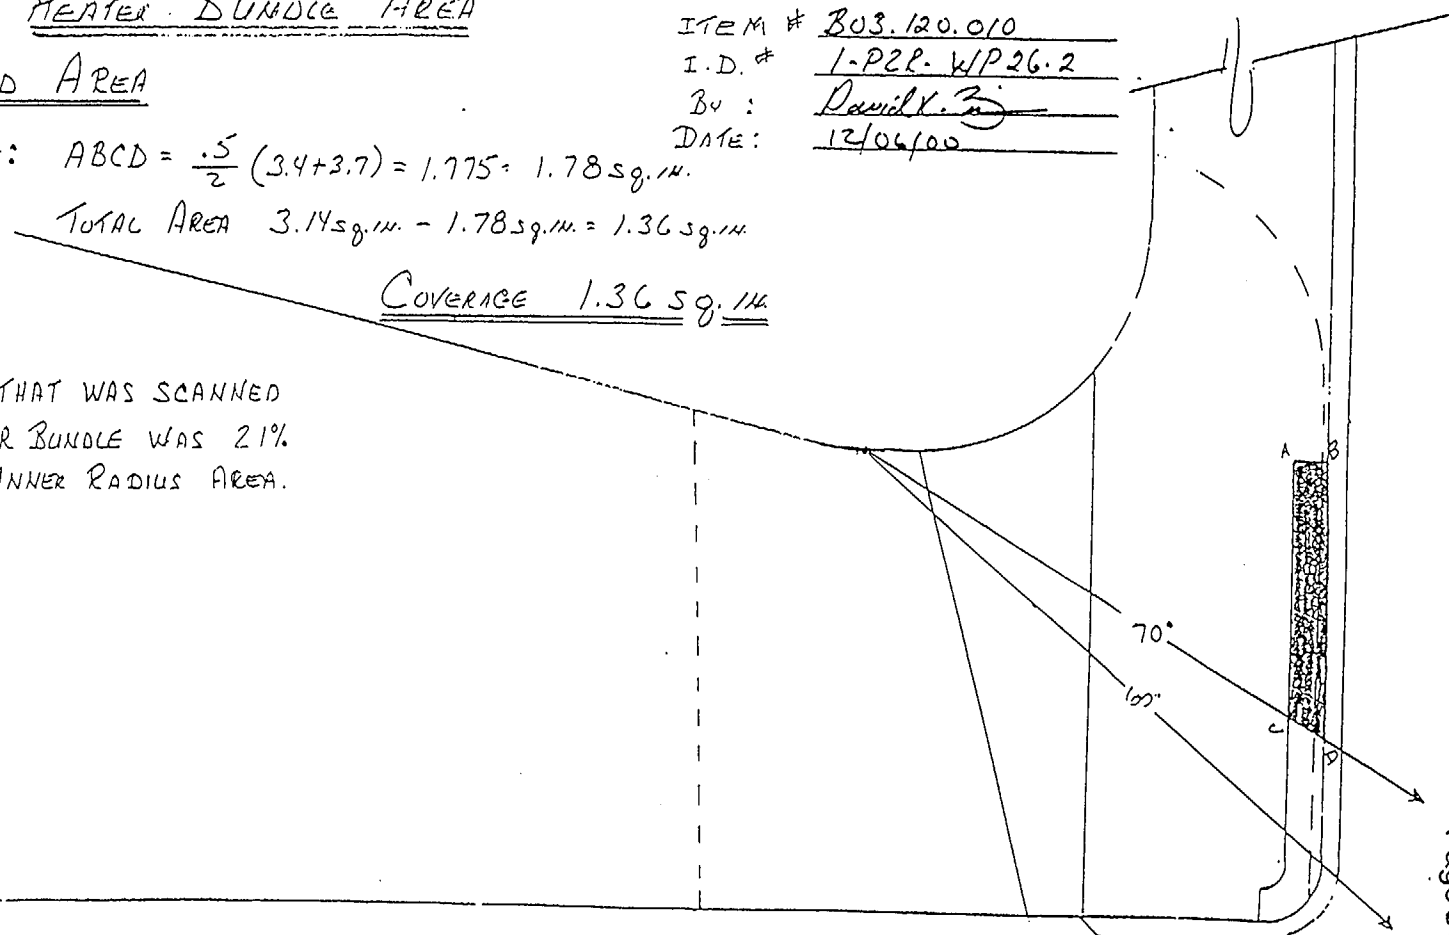 HEATER BUNDLE AREA
D AREA
: ABCD = .5/2 (3.4+3.7) = 1.775 = 1.78 sq. in.
TOTAL AREA 3.14 sq. in. - 1.78 sq. in. = 1.36 sq. in.
COVERAGE 1.36 sq. in.
ITEM # B03.120.010
I.D. # 1-PZR-WP26-2
By : David K.
DATE: 12/06/00
THAT WAS SCANNED
R BUNDLE WAS 21%
INNER RADIUS AREA.
A B
70°
60°
C
D